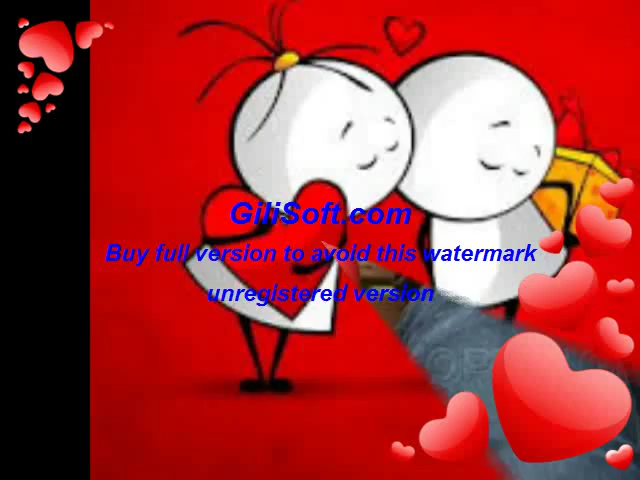 GiliSoft.com
Buy full version to avoid this watermark
unregistered version